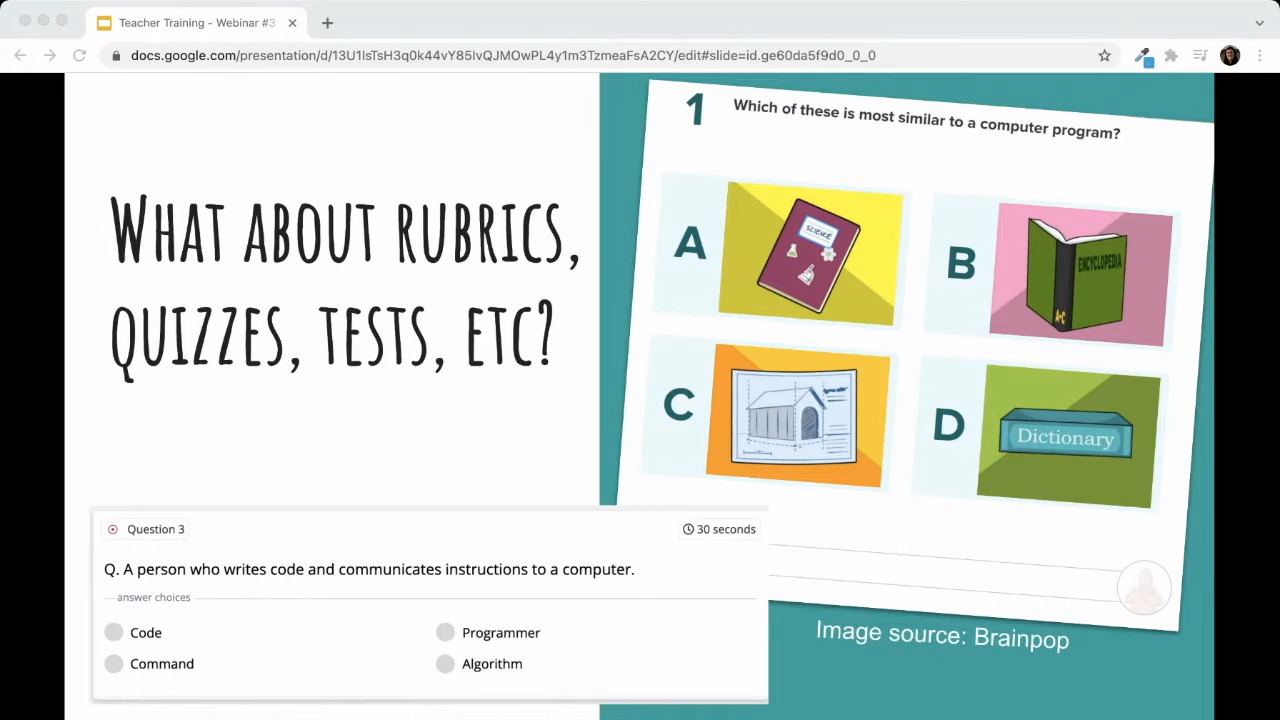 Teacher Training - Webinar #3
docs.google.com/presentation/d/13U1IsTsH3q0k44vY85IvQJMOwPL4y1m3TzmeaFsA2CY/edit#slide=id.ge60da5f9d0_0_0
WHAT ABOUT RUBRICS,
QUIZZES, TESTS, ETC?
1 Which of these is most similar to a computer program?
A
SCIENCE
B
ENCYCLOPEDIA
A-C
C
D
Dictionary
Question 3
30 seconds
Q. A person who writes code and communicates instructions to a computer.
answer choices
Code
Programmer
Command
Algorithm
Image source: Brainpop